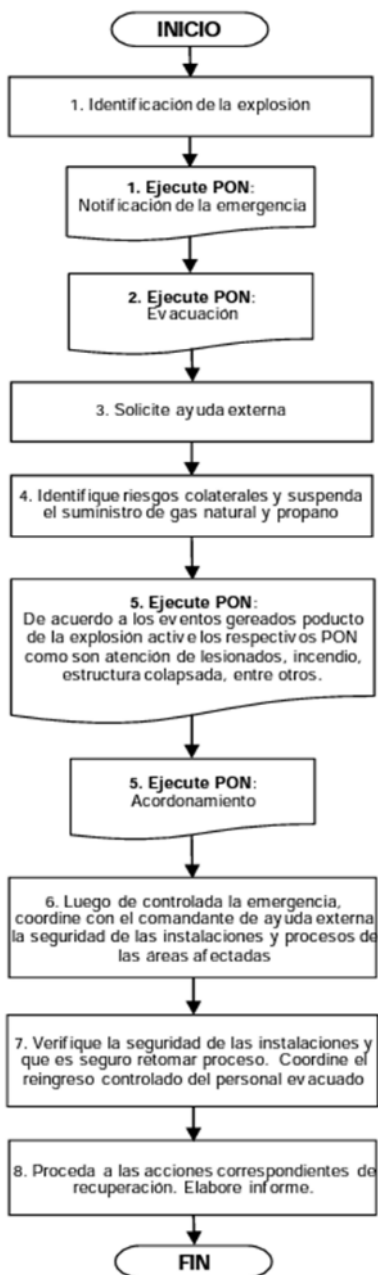 INICIO
1. Identificación de la explosión
1. Ejecute PON:
Notificación de la emergencia
2. Ejecute PON:
Evacuación
3. Solicite ayuda externa
4. Identifique riesgos colaterales y suspenda
el suministro de gas natural y propano
5. Ejecute PON:
De acuerdo a los eventos gereados poducto
de la explosión active los respectivos PON
como son atención de lesionados, incendio,
estructura colapsada, entre otros.
5. Ejecute PON:
Acordonamiento
6. Luego de controlada la emergencia,
coordine con el comandante de ayuda externa
la seguridad de las instalaciones y procesos de
las áreas afectadas
7. Verifique la seguridad de las instalaciones y
que es seguro retomar proceso. Coordine el
reingreso controlado del personal evacuado
8. Proceda a las acciones correspondientes de
recuperación. Elabore informe.
FIN